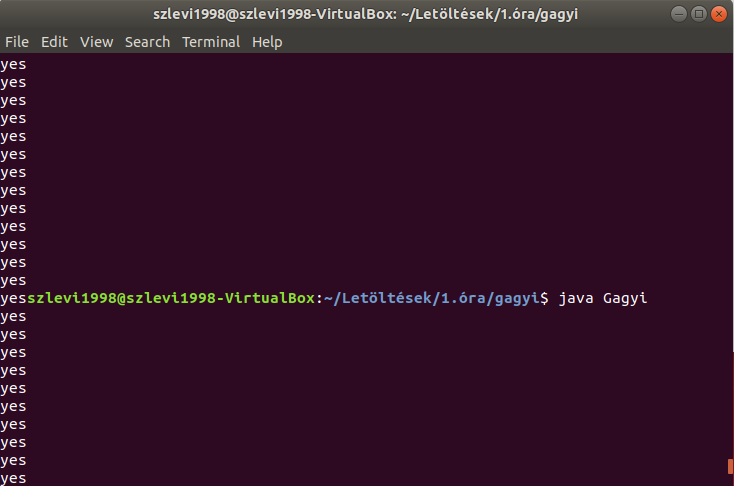 szlevi1998@szlevi1998-VirtualBox: ~/Letöltések/1.óra/gagyi
File Edit View Search Terminal Help
yes
yes
yes
yes
yes
yes
yes
yes
yes
yes
yes
yes
yes
yesszlevi1998@szlevi1998-VirtualBox:~/Letöltések/1.óra/gagyi$ java Gagyi
yes
yes
yes
yes
yes
yes
yes
yes
yes
yes